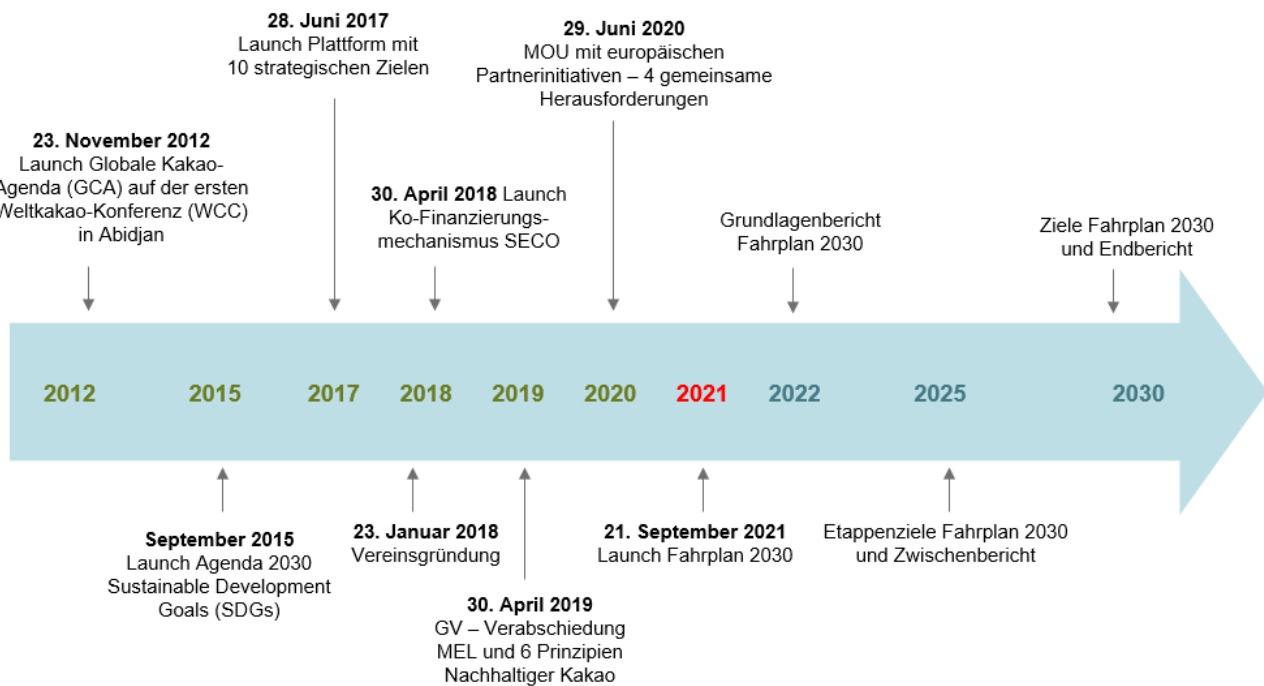 28. Juni 2017
Launch Plattform mit
10 strategischen Zielen
29. Juni 2020
MOU mit europäischen
Partnerinitiativen – 4 gemeinsame
Herausforderungen
23. November 2012
Launch Globale Kakao-
Agenda (GCA) auf der ersten
Weltkakao-Konferenz (WCC)
in Abidjan
30. April 2018 Launch
Ko-Finanzierungs-
mechanismus SECO
Grundlagenbericht
Fahrplan 2030
Ziele Fahrplan 2030
und Endbericht
2012 2015 2017 2018 2019 2020 2021 2022 2025 2030
September 2015
Launch Agenda 2030
Sustainable Development
Goals (SDGs)
23. Januar 2018
Vereinsgründung
30. April 2019
GV – Verabschiedung
MEL und 6 Prinzipien
Nachhaltiger Kakao
21. September 2021
Launch Fahrplan 2030
Etappenziele Fahrplan 2030
und Zwischenbericht